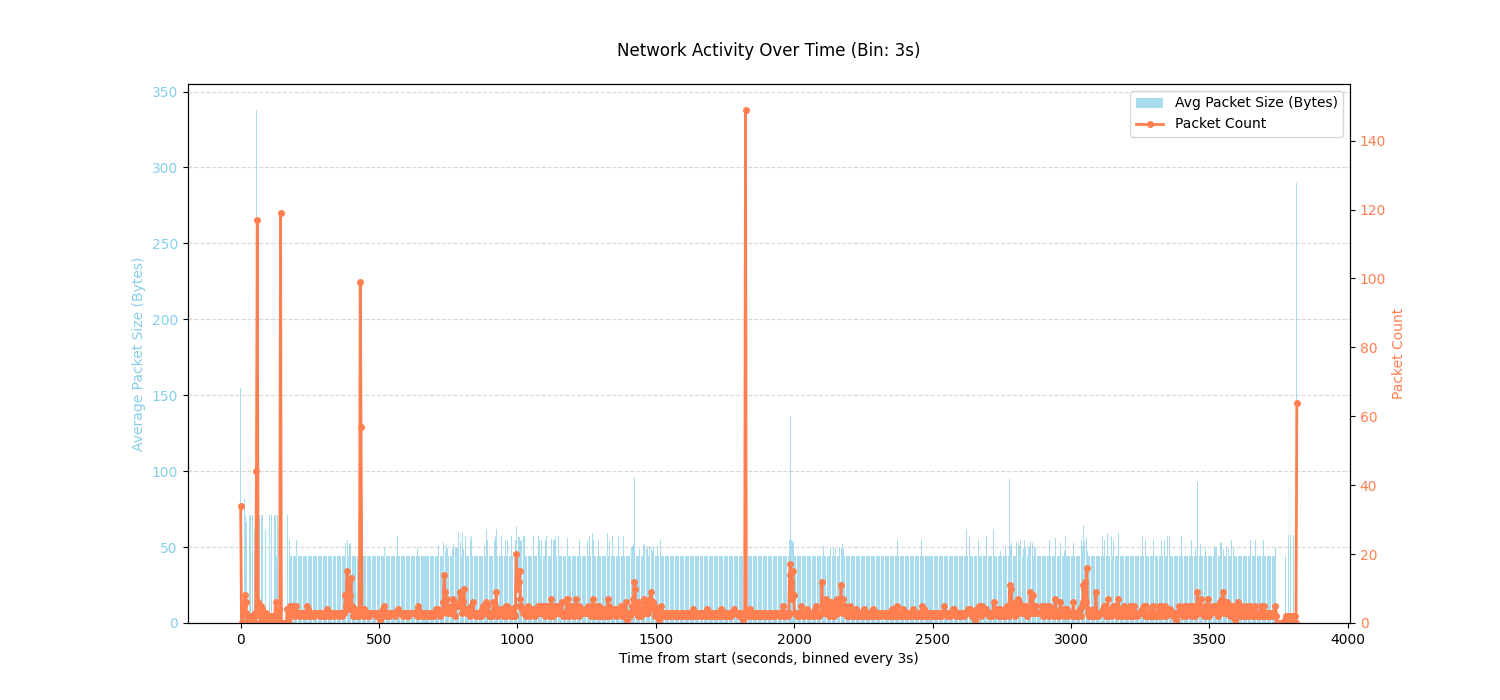 Network Activity Over Time (Bin: 3s)
Avg Packet Size (Bytes)
Packet Count
350
300
250
200
150
100
50
0
Average Packet Size (Bytes)
140
120
100
80
60
40
20
0
Packet Count
0 500 1000 1500 2000 2500 3000 3500 4000
Time from start (seconds, binned every 3s)